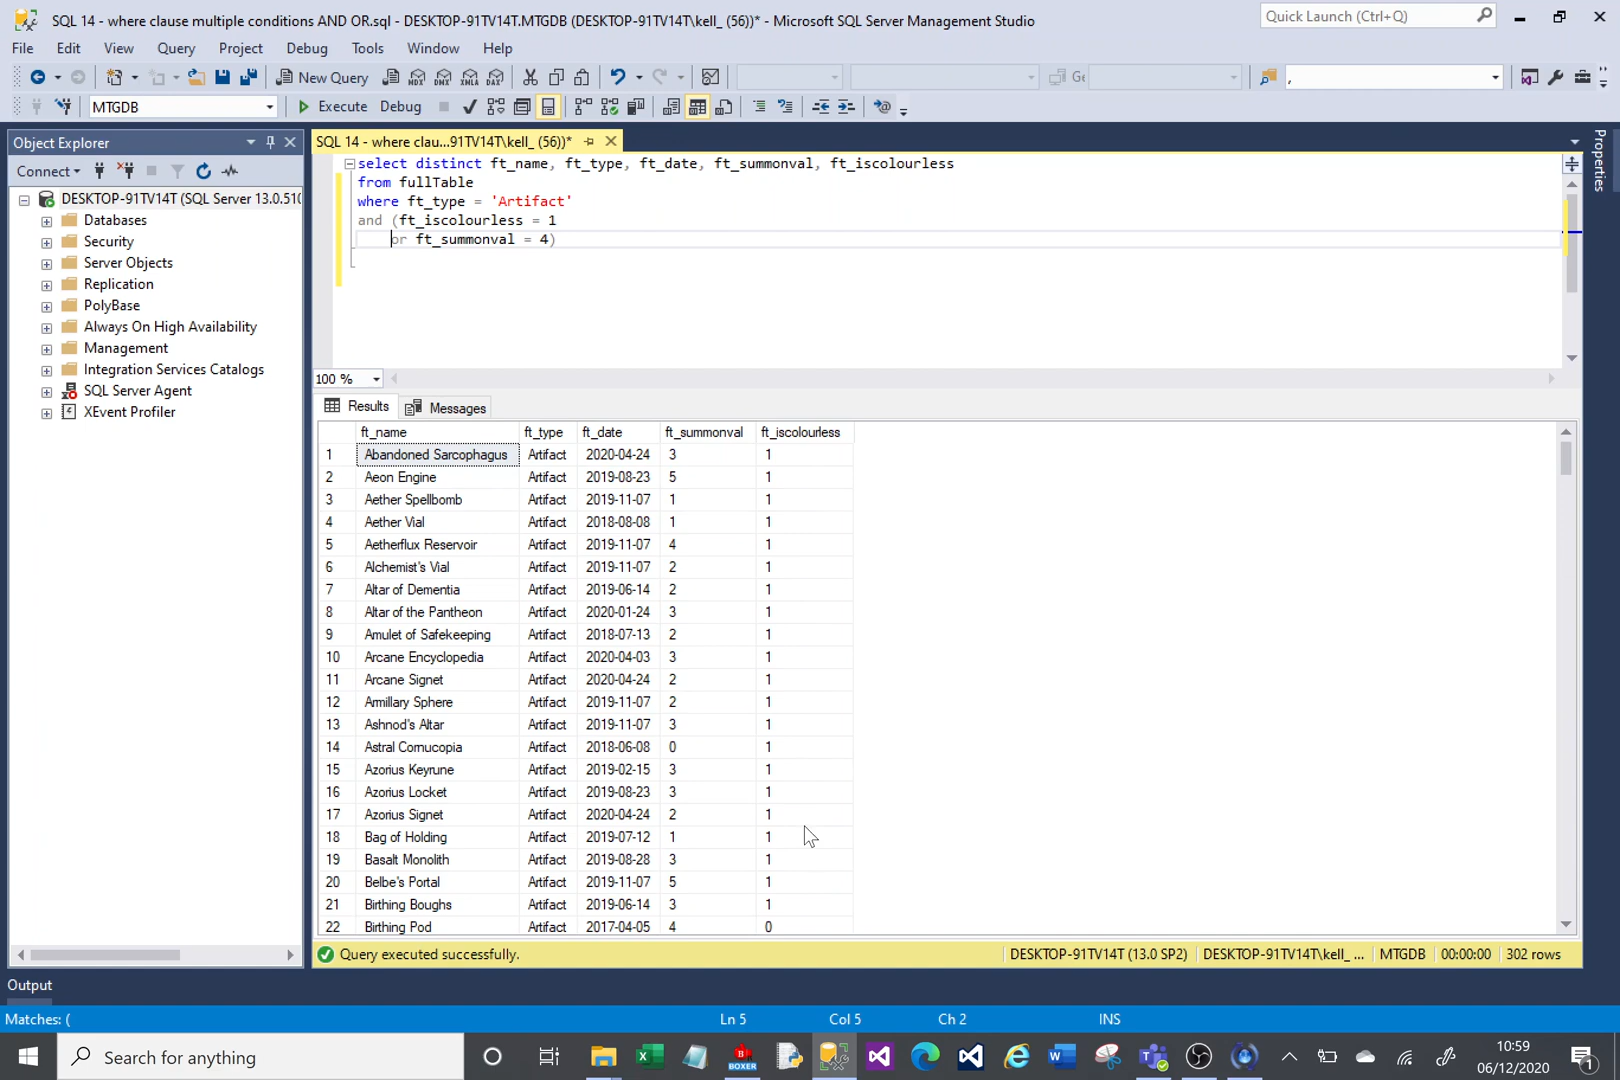 SQL 14 - where clause multiple conditions AND OR.sql - DESKTOP-91TV14T.MTGDB (DESKTOP-91TV14T\kell_ (56))* - Microsoft SQL Server Management Studio
Quick Launch (Ctrl+Q)
File Edit View Query Project Debug Tools Window Help
New Query MDX DMX XMLA DAX Ge ,
MTGDB Execute Debug
Object Explorer
SQL 14 - where clau...91TV14T\kell_ (56))*
Properties
Connect
DESKTOP-91TV14T (SQL Server 13.0.510
Databases
Security
Server Objects
Replication
PolyBase
Always On High Availability
Management
Integration Services Catalogs
SQL Server Agent
XEvent Profiler
select distinct ft_name, ft_type, ft_date, ft_summonval, ft_iscolourless
from fullTable
where ft_type = 'Artifact'
and (ft_iscolourless = 1
or ft_summonval = 4)
100 %
Results Messages
ft_name ft_type ft_date ft_summonval ft_iscolourless
1 Abandoned Sarcophagus Artifact 2020-04-24 3 1
2 Aeon Engine Artifact 2019-08-23 5 1
3 Aether Spellbomb Artifact 2019-11-07 1 1
4 Aether Vial Artifact 2018-08-08 1 1
5 Aetherflux Reservoir Artifact 2019-11-07 4 1
6 Alchemist's Vial Artifact 2019-11-07 2 1
7 Altar of Dementia Artifact 2019-06-14 2 1
8 Altar of the Pantheon Artifact 2020-01-24 3 1
9 Amulet of Safekeeping Artifact 2018-07-13 2 1
10 Arcane Encyclopedia Artifact 2020-04-03 3 1
11 Arcane Signet Artifact 2020-04-24 2 1
12 Armillary Sphere Artifact 2019-11-07 2 1
13 Ashnod's Altar Artifact 2019-11-07 3 1
14 Astral Cornucopia Artifact 2018-06-08 0 1
15 Azorius Keyrune Artifact 2019-02-15 3 1
16 Azorius Locket Artifact 2019-08-23 3 1
17 Azorius Signet Artifact 2020-04-24 2 1
18 Bag of Holding Artifact 2019-07-12 1 1
19 Basalt Monolith Artifact 2019-08-28 3 1
20 Belbe's Portal Artifact 2019-11-07 5 1
21 Birthing Boughs Artifact 2019-06-14 3 1
22 Birthing Pod Artifact 2017-04-05 4 0
Query executed successfully. DESKTOP-91TV14T (13.0 SP2) DESKTOP-91TV14T\kell_ ... MTGDB 00:00:00 302 rows
Output
Matches: ( Ln 5 Col 5 Ch 2 INS
Search for anything
BOXER
10:59
06/12/2020
1